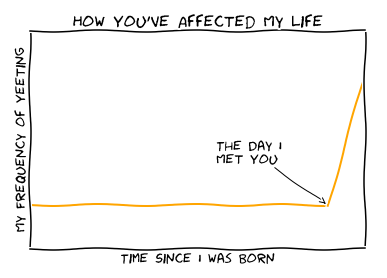 HOW YOU'VE AFFECTED MY LIFE
MY FREQUENCY OF YEETING
THE DAY I
MET YOU
TIME SINCE I WAS BORN